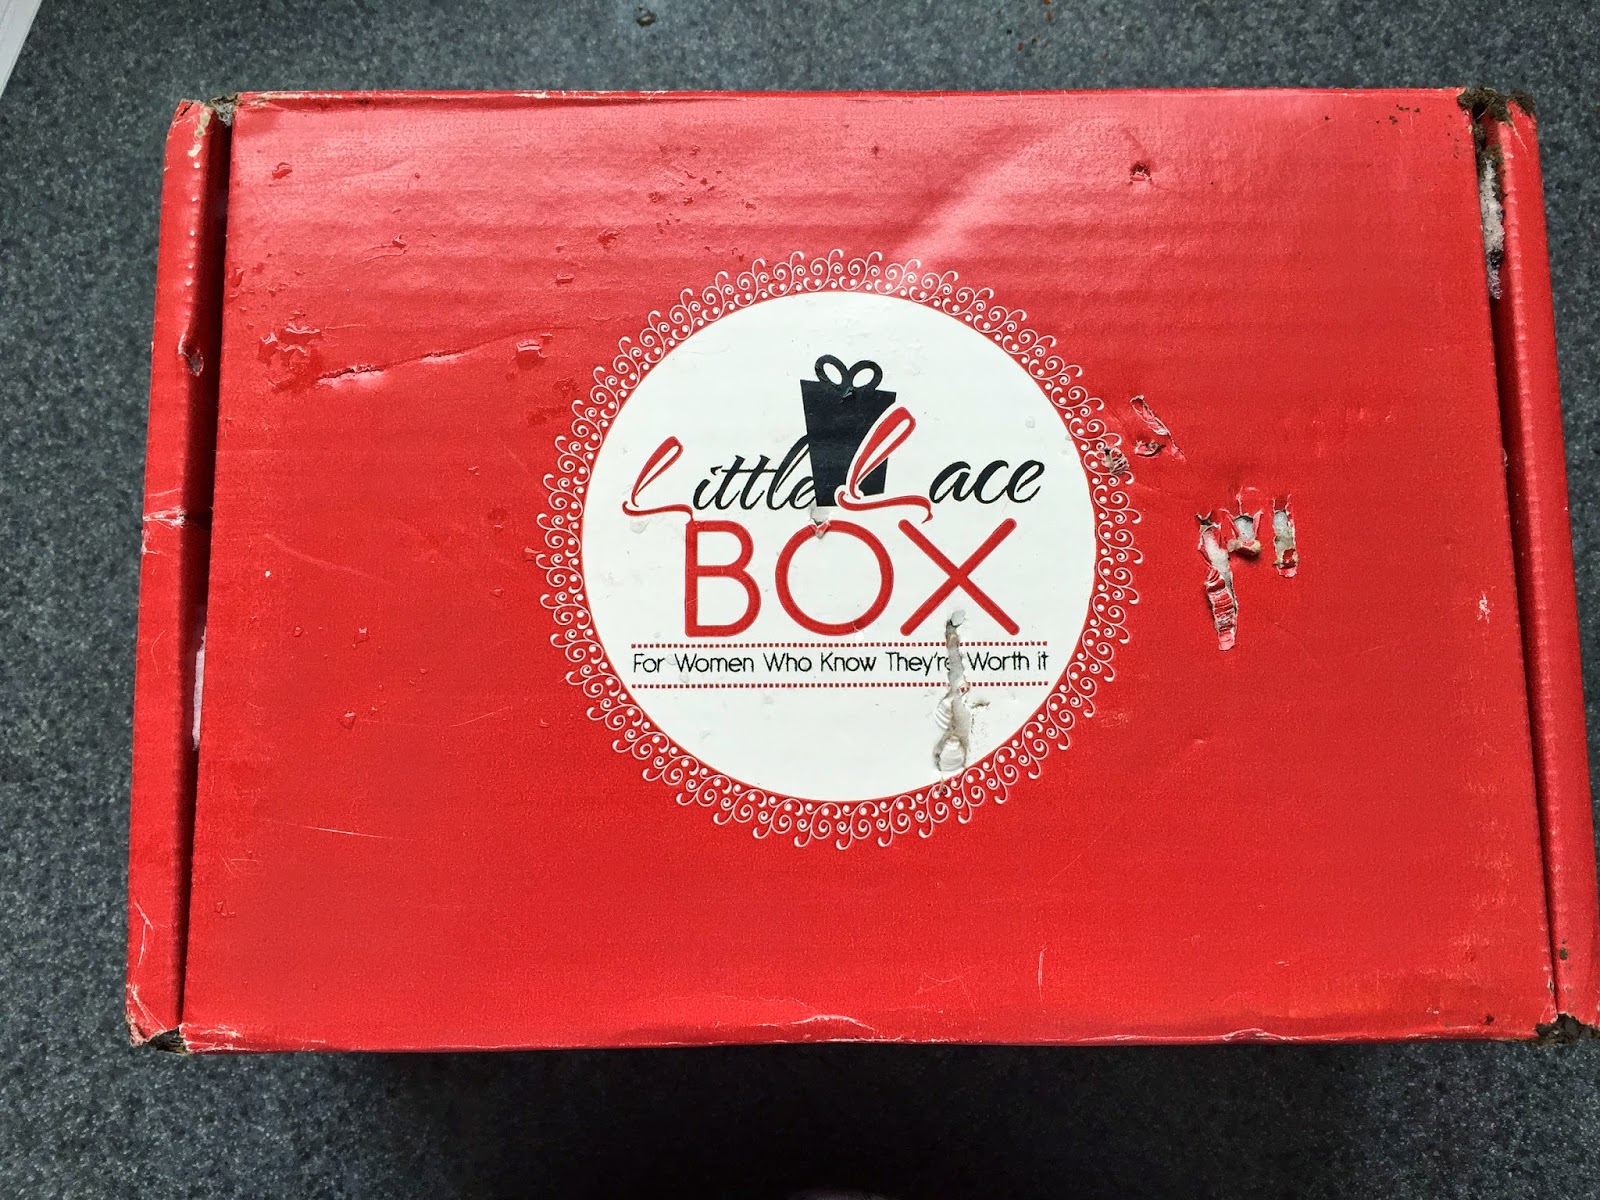 Little Lace
BOX
For Women Who Know They're Worth it